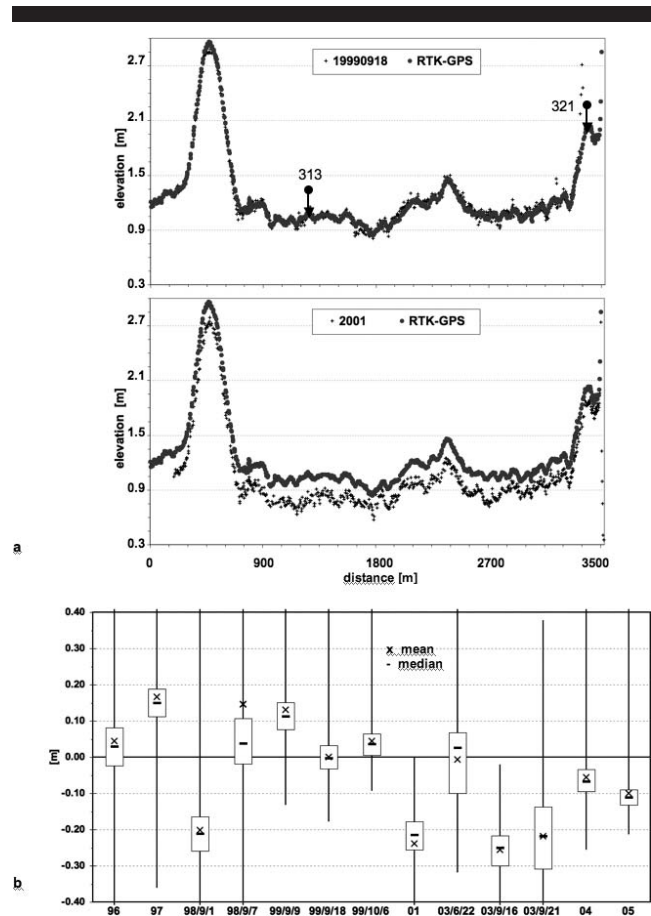 19990918 RTK-GPS
elevation [m]
2.7
2.1
1.5
0.9
0.3
313
321
2001 RTK-GPS
elevation [m]
2.7
2.1
1.5
0.9
0.3
0 900 1800 2700 3500
distance [m]
a
x mean
- median
[m]
0.40
0.30
0.20
0.10
0.00
-0.10
-0.20
-0.30
-0.40
96 97 98/9/1 98/9/7 99/9/9 99/9/18 99/10/6 01 03/6/22 03/9/16 03/9/21 04 05
b